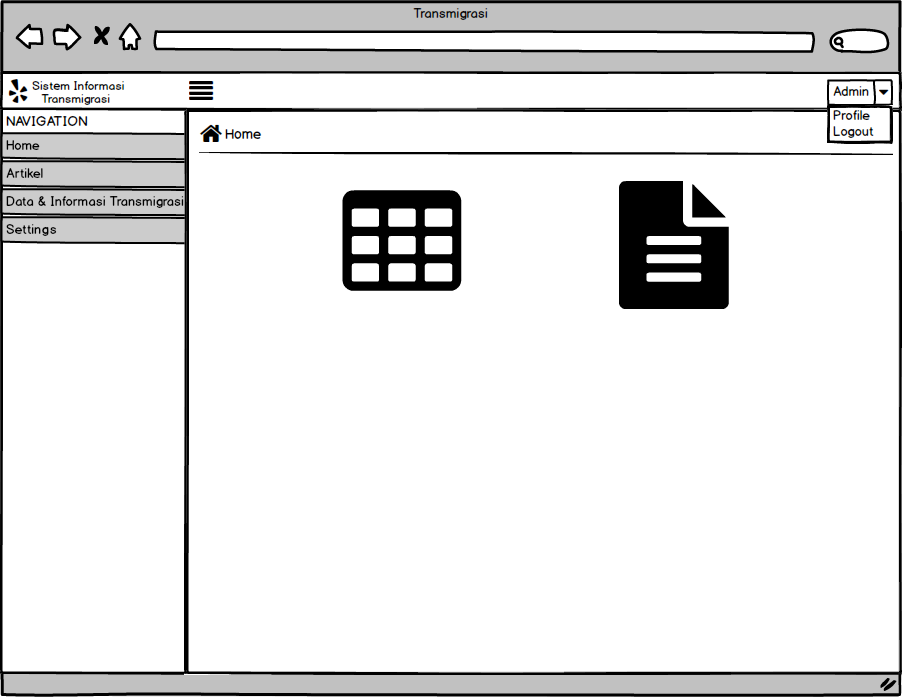 Transmigrasi
Sistem Informasi
Transmigrasi
Admin
Profile
Logout
NAVIGATION
Home
Artikel
Data & Informasi Transmigrasi
Settings
Home